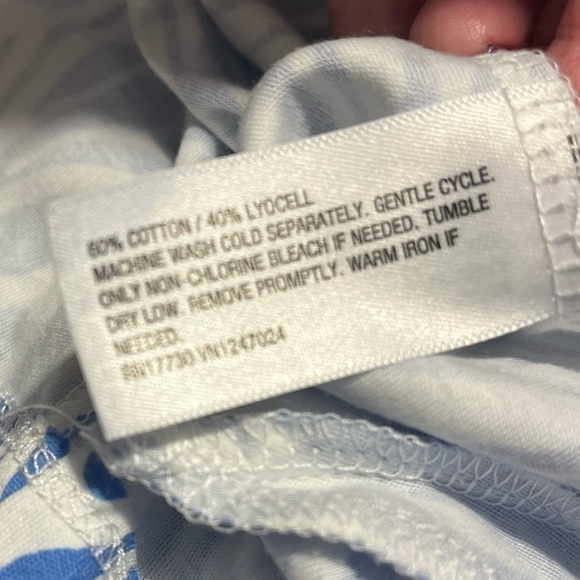 60% COTTON / 40% LYOCELL
MACHINE WASH COLD SEPARATELY. GENTLE CYCLE.
ONLY NON-CHLORINE BLEACH IF NEEDED. TUMBLE
DRY LOW. REMOVE PROMPTLY. WARM IRON IF
NEEDED.
RN17730 VN1247024